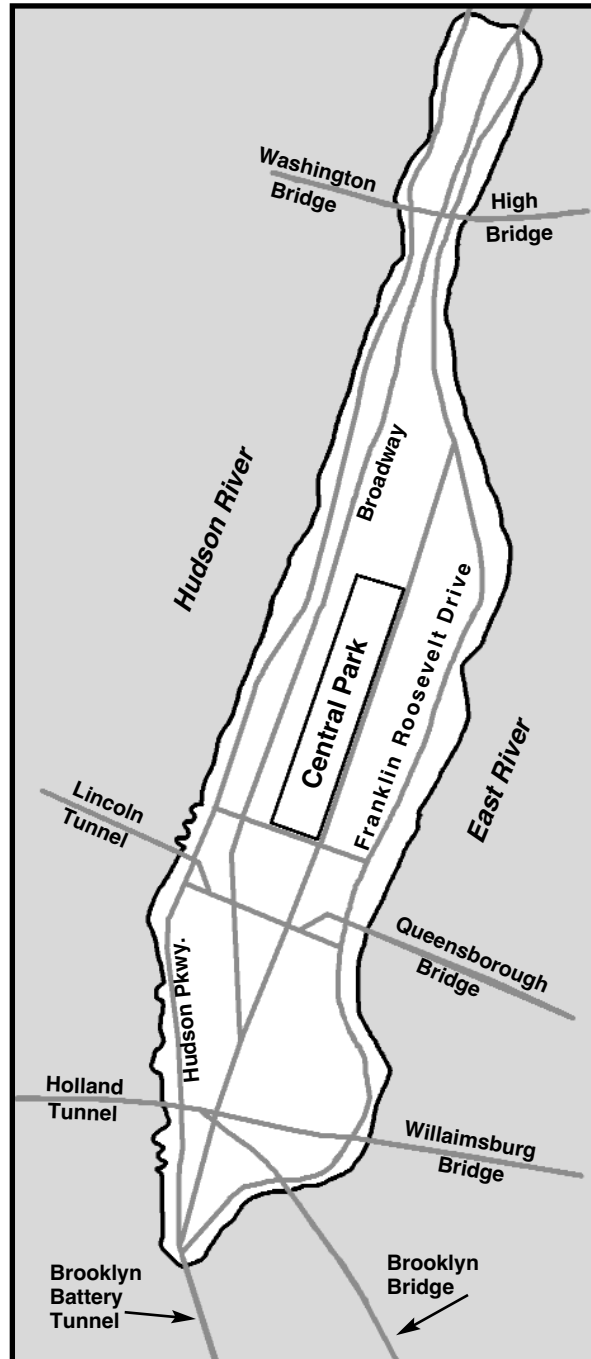 Washington
Bridge
High
Bridge
Broadway
Hudson River
Central Park
Franklin Roosevelt Drive
East River
Lincoln
Tunnel
Queensborough
Bridge
Hudson Pkwy.
Holland
Tunnel
Willaimsburg
Bridge
Brooklyn
Battery
Tunnel
Brooklyn
Bridge